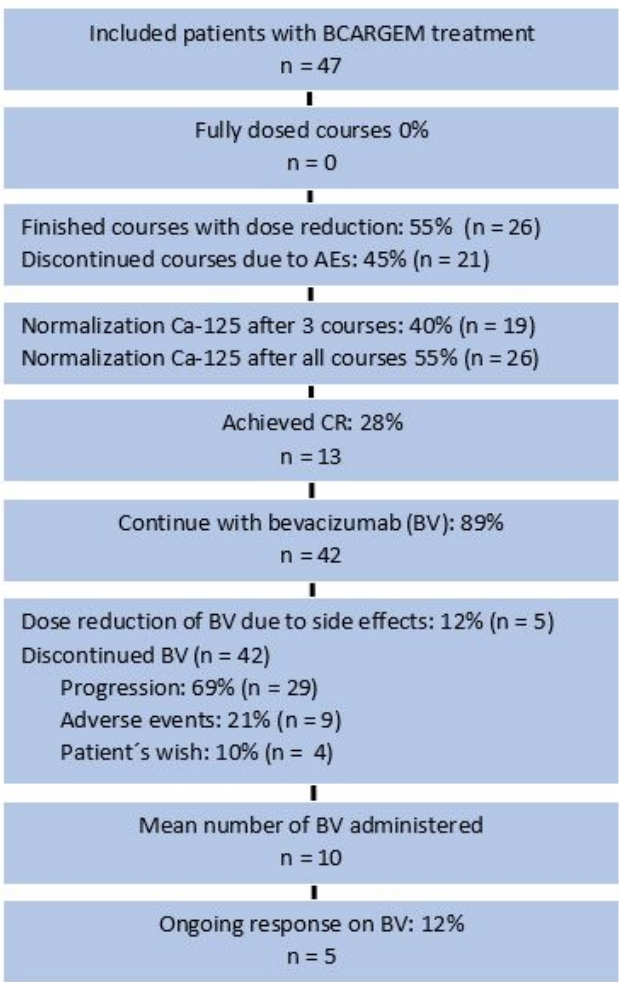 Included patients with BCARGEM treatment
n = 47
Fully dosed courses 0%
n = 0
Finished courses with dose reduction: 55% (n = 26)
Discontinued courses due to AEs: 45% (n = 21)
Normalization Ca-125 after 3 courses: 40% (n = 19)
Normalization Ca-125 after all courses 55% (n = 26)
Achieved CR: 28%
n = 13
Continue with bevacizumab (BV): 89%
n = 42
Dose reduction of BV due to side effects: 12% (n = 5)
Discontinued BV (n = 42)
Progression: 69% (n = 29)
Adverse events: 21% (n = 9)
Patient´s wish: 10% (n = 4)
Mean number of BV administered
n = 10
Ongoing response on BV: 12%
n = 5